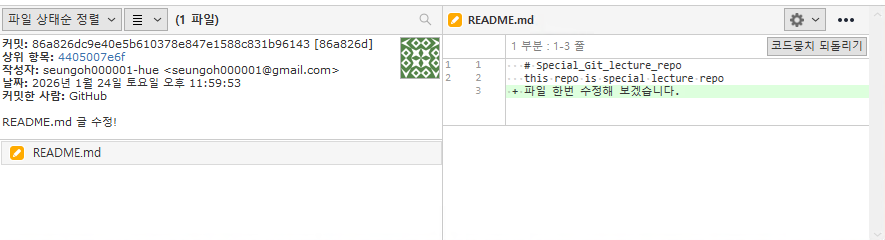 파일 상태순 정렬
(1 파일)
커밋: 86a826dc9e40e5b610378e847e1588c831b96143 [86a826d]
상위 항목: 4405007e6f
작성자: seungoh000001-hue <seungoh000001@gmail.com>
날짜: 2026년 1월 24일 토요일 오후 11:59:53
커밋한 사람: GitHub
README.md 글 수정!
README.md
README.md
1 부분 : 1-3 줄
코드뭉치 되돌리기
1 1 # Special_Git_lecture_repo
2 2 this repo is special lecture repo
3 + 파일 한번 수정해 보겠습니다.